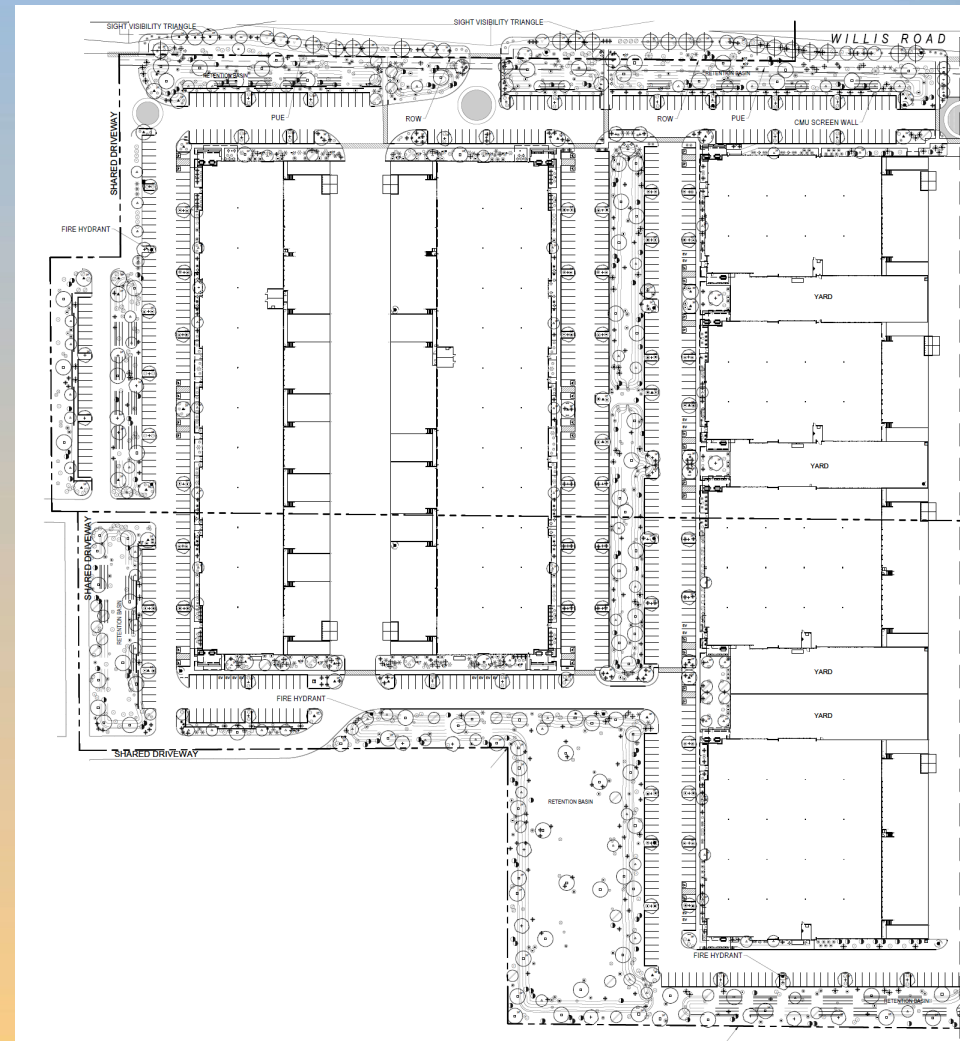 SIGHT VISIBILITY TRIANGLE
SIGHT VISIBILITY TRIANGLE
WILLIS ROAD
RETENTION BASIN
RETENTION BASIN
PUE
ROW
ROW
PUE
CMU SCREEN WALL
SHARED DRIVEWAY
FIRE HYDRANT
YARD
YARD
SHARED DRIVEWAY
RETENTION BASIN
YARD
FIRE HYDRANT
YARD
SHARED DRIVEWAY
RETENTION BASIN
FIRE HYDRANT
RETENTION BASIN